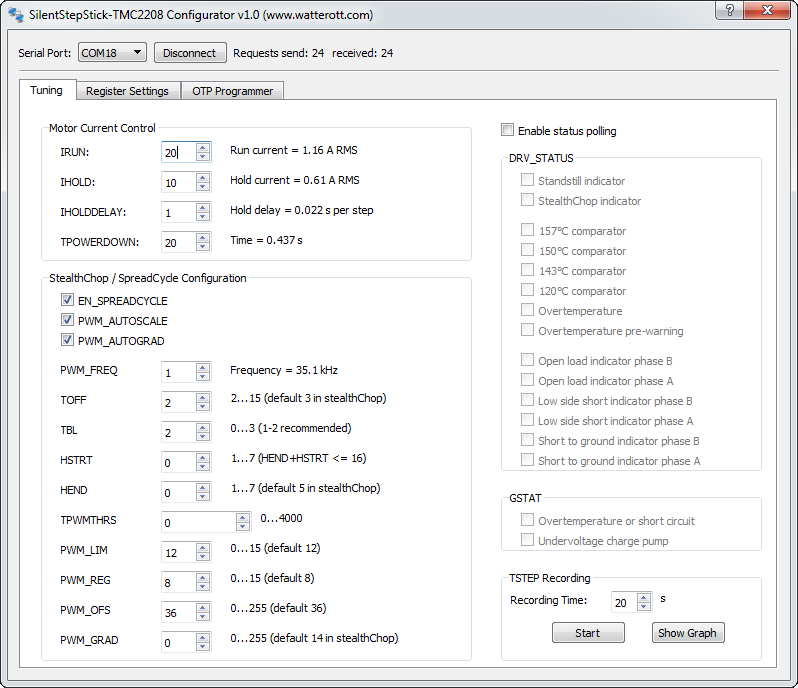 SilentStepStick-TMC2208 Configurator v1.0 (www.watterott.com)
Serial Port: COM18 Disconnect Requests send: 24 received: 24
Tuning Register Settings OTP Programmer
Motor Current Control
IRUN: 20 Run current = 1.16 A RMS
IHOLD: 10 Hold current = 0.61 A RMS
IHOLDDELAY: 1 Hold delay = 0.022 s per step
TPOWERDOWN: 20 Time = 0.437 s
StealthChop / SpreadCycle Configuration
EN_SPREADCYCLE
PWM_AUTOSCALE
PWM_AUTOGRAD
PWM_FREQ 1 Frequency = 35.1 kHz
TOFF 2 2...15 (default 3 in stealthChop)
TBL 2 0...3 (1-2 recommended)
HSTRT 0 1...7 (HEND+HSTRT <= 16)
HEND 0 1...7 (default 5 in stealthChop)
TPWMTHRS 0 0...4000
PWM_LIM 12 0...15 (default 12)
PWM_REG 8 0...15 (default 8)
PWM_OFS 36 0...255 (default 36)
PWM_GRAD 0 0...255 (default 14 in stealthChop)
Enable status polling
DRV_STATUS
Standstill indicator
StealthChop indicator
157°C comparator
150°C comparator
143°C comparator
120°C comparator
Overtemperature
Overtemperature pre-warning
Open load indicator phase B
Open load indicator phase A
Low side short indicator phase B
Low side short indicator phase A
Short to ground indicator phase B
Short to ground indicator phase A
GSTAT
Overtemperature or short circuit
Undervoltage charge pump
TSTEP Recording
Recording Time: 20 s
Start Show Graph